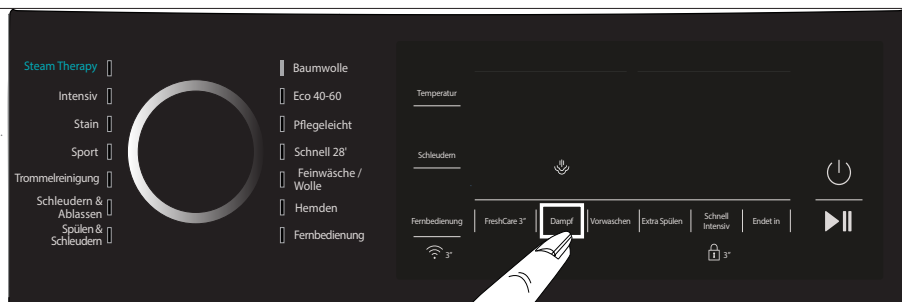 Steam Therapy
Intensiv
Stain
Sport
Trommelreinigung
Schleudern &
Ablassen
Spülen &
Schleudern
Baumwolle
Eco 40-60
Pflegeleicht
Schnell 28'
Feinwäsche /
Wolle
Hemden
Fernbedienung
Temperatur
Schleudern
Fernbedienung
FreshCare 3"
Dampf
Vorwaschen
Extra Spülen
Schnell
Intensiv
Endet in
3"
3"